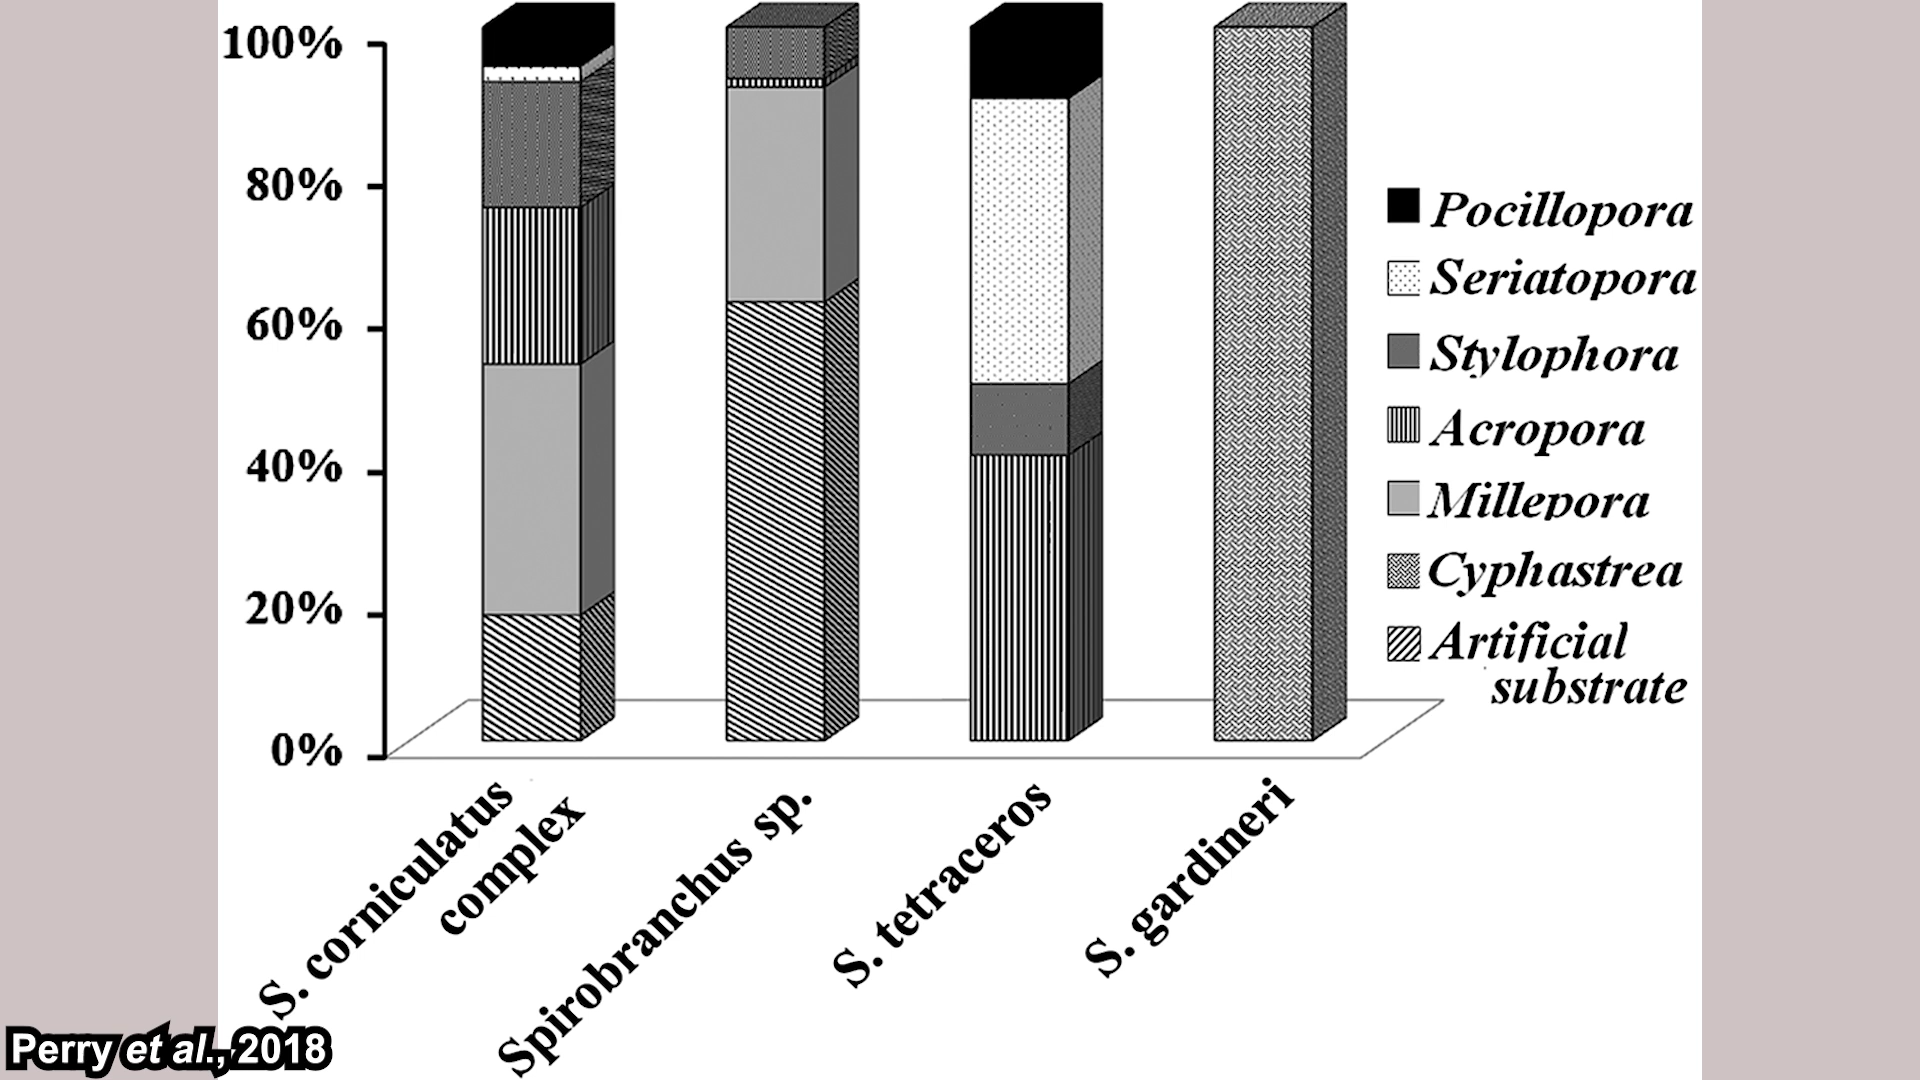 100%
80%
60%
40%
20%
0%
Pocillopora
Seriatopora
Stylophora
Acropora
Millepora
Cyphastrea
Artificial
substrate
S. corniculatus
complex
Spirobranchus sp.
S. tetraceros
S. gardineri
Perry et al., 2018